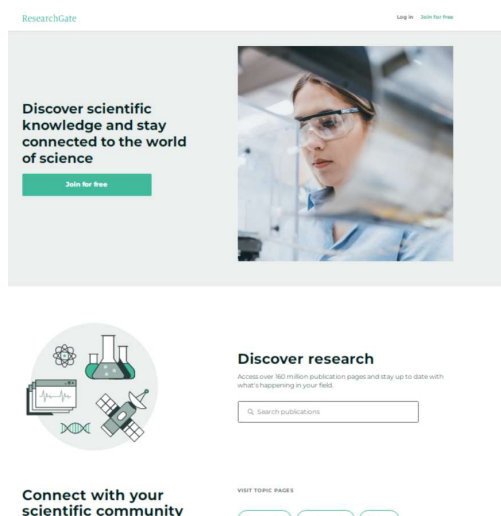 ResearchGate
Log in Join for free
Discover scientific
knowledge and stay
connected to the world
of science
Join for free
Discover research
Access over 160 million publication pages and stay up to date with
what's happening in your field.
Search publications
Connect with your
scientific community
VISIT TOPIC PAGES